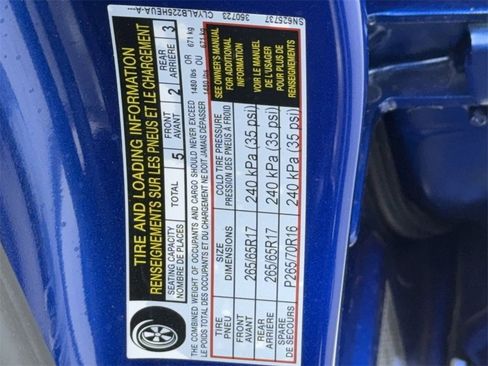 TIRE AND LOADING INFORMATION
RENSEIGNEMENTS SUR LES PNEUS ET LE CHARGEMENT
SEATING CAPACITY
NOMBRE DE PLACES
TOTAL 5
FRONT
AVANT 2
REAR
ARRIÈRE 3
THE COMBINED WEIGHT OF OCCUPANTS AND CARGO SHOULD NEVER EXCEED 1480 lbs OR 671 kg
LE POIDS TOTAL DES OCCUPANTS ET DU CHARGEMENT NE DOIT JAMAIS DÉPASSER 1480 lbs OU 671 kg
TIRE
PNEU
SIZE
DIMENSIONS
COLD TIRE PRESSURE
PRESSION DES PNEUS À FROID
SEE OWNER'S MANUAL
FOR ADDITIONAL
INFORMATION
FRONT
AVANT
265/65R17
240 kPa (35 psi)
VOIR LE MANUEL
DE L'USAGER
POUR PLUS DE
RENSEIGNEMENTS
REAR
ARRIÈRE
265/65R17
240 kPa (35 psi)
SPARE
DE SECOURS
P265/70R16
240 kPa (35 psi)
360723
SN625737